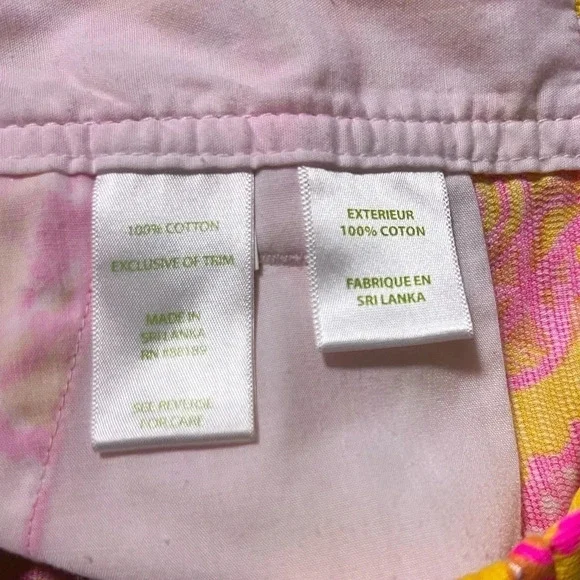 100% COTTON
EXCLUSIVE OF TRIM
MADE IN
SRI LANKA
RN #88189
SEE REVERSE
FOR CARE
EXTERIEUR
100% COTON
FABRIQUE EN
SRI LANKA